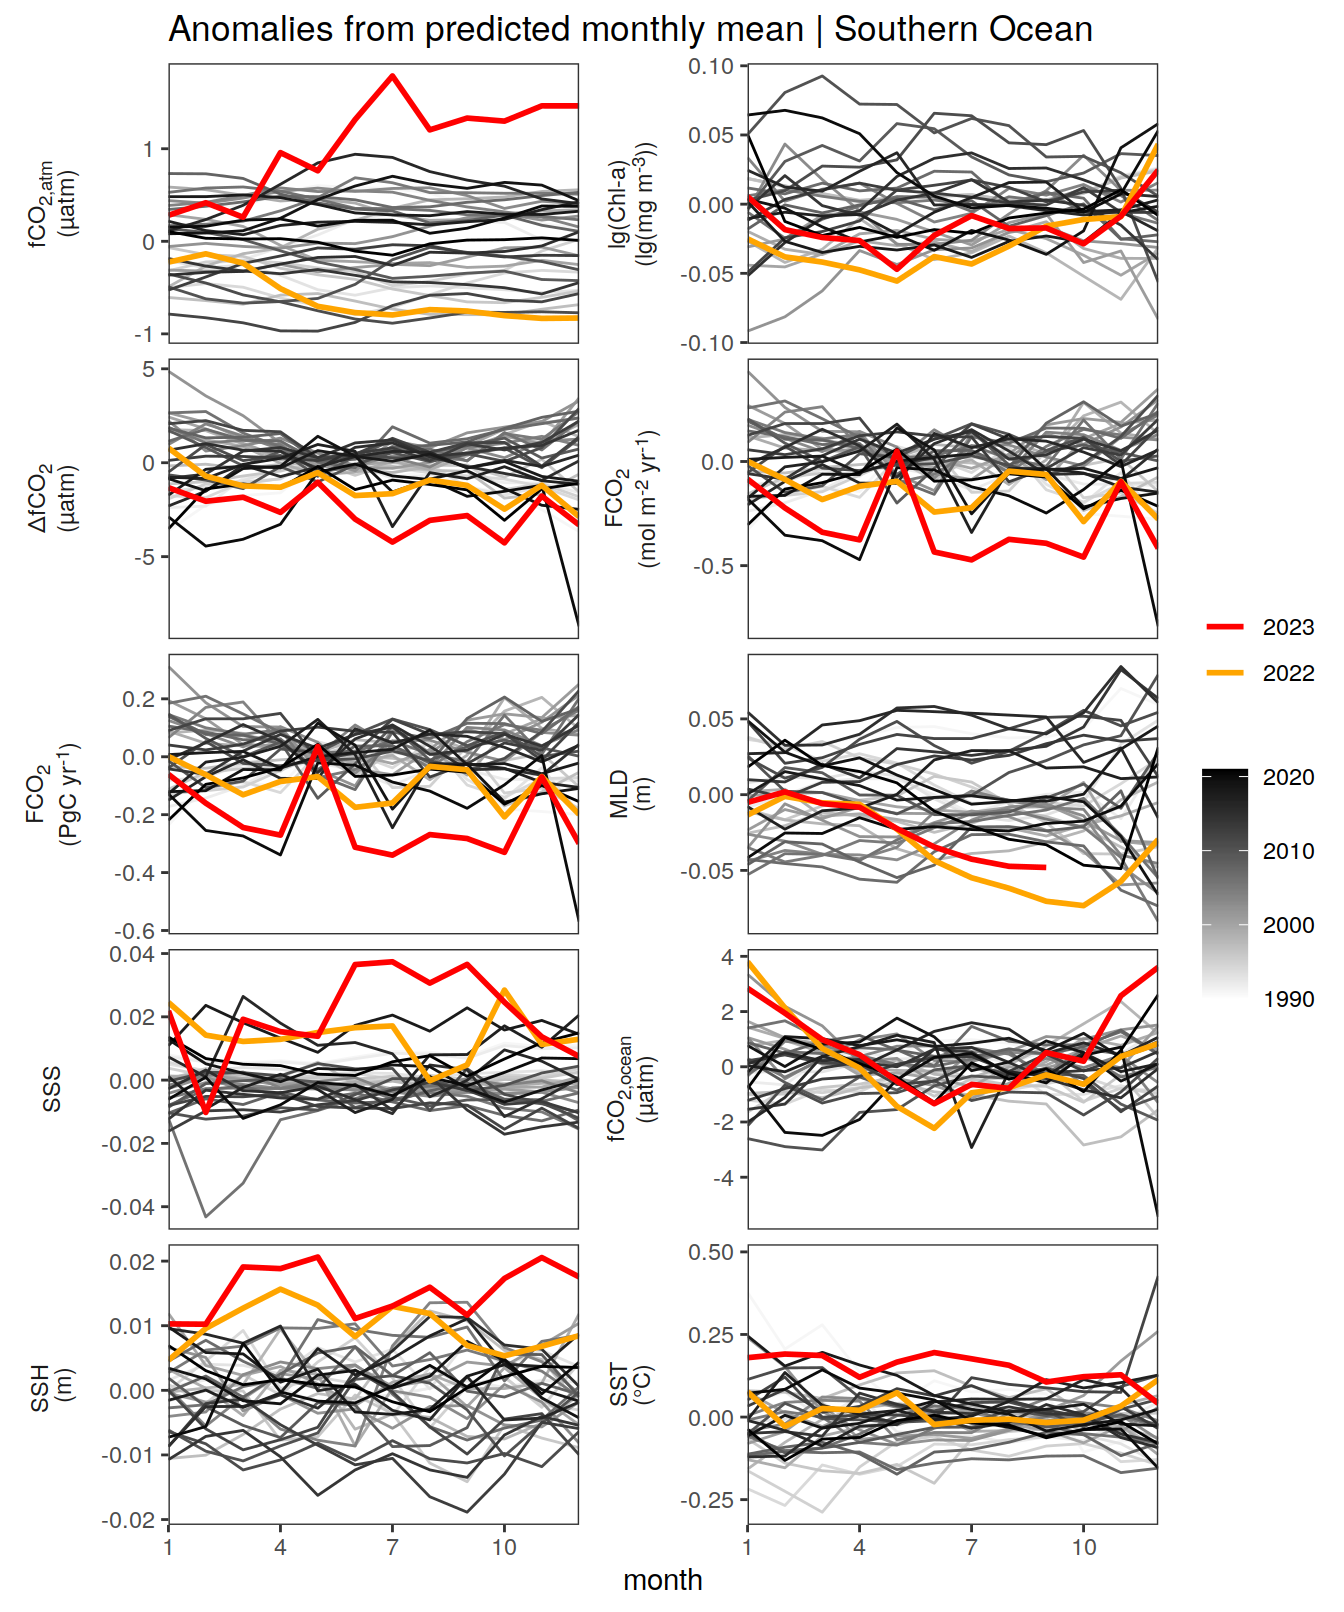 Anomalies from predicted monthly mean | Southern Ocean
fCO2,atm
(µatm)
1
0
-1
lg(Chl-a)
(lg(mg m-3))
0.10
0.05
0.00
-0.05
-0.10
ΔfCO2
(µatm)
5
0
-5
FCO2
(mol m-2 yr-1)
0.0
-0.5
FCO2
(PgC yr-1)
0.2
0.0
-0.2
-0.4
-0.6
MLD
(m)
0.05
0.00
-0.05
SSS
0.04
0.02
0.00
-0.02
-0.04
fCO2,ocean
(µatm)
4
2
0
-2
-4
SSH
(m)
0.02
0.01
0.00
-0.01
-0.02
SST
(°C)
0.50
0.25
0.00
-0.25
1 4 7 10
1 4 7 10
month
2023
2022
2020
2010
2000
1990